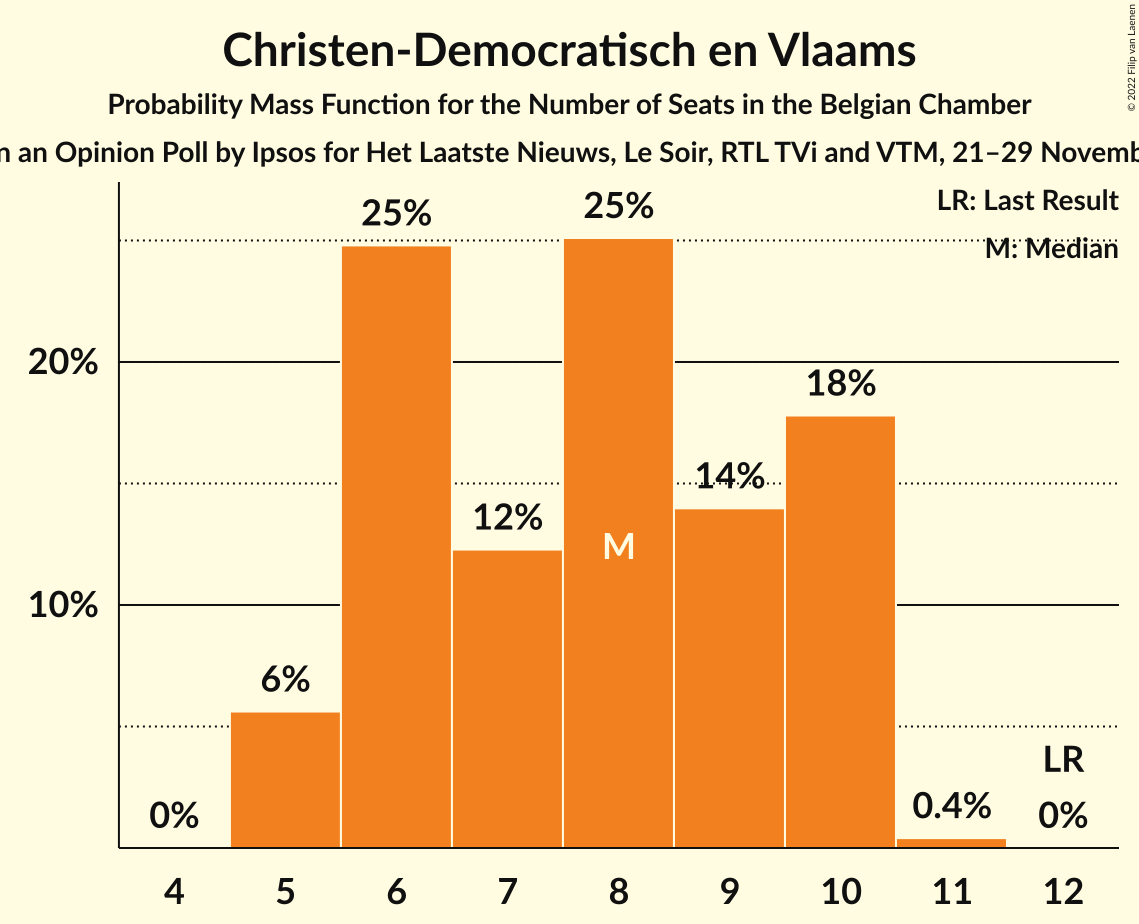 Christen-Democratisch en Vlaams
Probability Mass Function for the Number of Seats in the Belgian Chamber
an Opinion Poll by Ipsos for Het Laatste Nieuws, Le Soir, RTL TVi and VTM, 21–29
© 2022 Filip van Laenen
LR: Last Result
M: Median
25%
25%
20%
18%
14%
12%
M
10%
6%
LR
0%
0.4%
0%
4 5 6 7 8 9 10 11 12